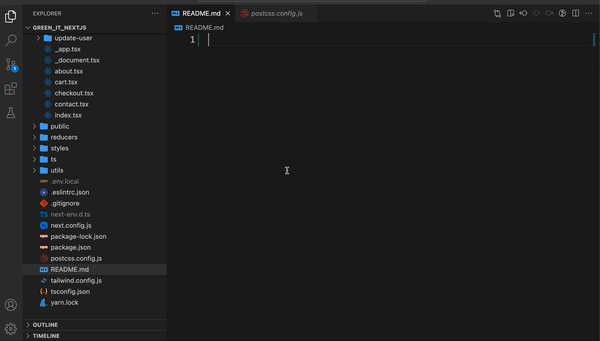 EXPLORER
GREEN_IT_NEXTJS
update-user
_app.tsx
_document.tsx
about.tsx
cart.tsx
checkout.tsx
contact.tsx
index.tsx
public
reducers
styles
ts
utils
.env.local
.eslintrc.json
.gitignore
TS next-env.d.ts
next.config.js
package-lock.json
package.json
postcss.config.js
README.md
tailwind.config.js
tsconfig.json
yarn.lock
OUTLINE
TIMELINE
1
README.md
postcss.config.js
README.md
1